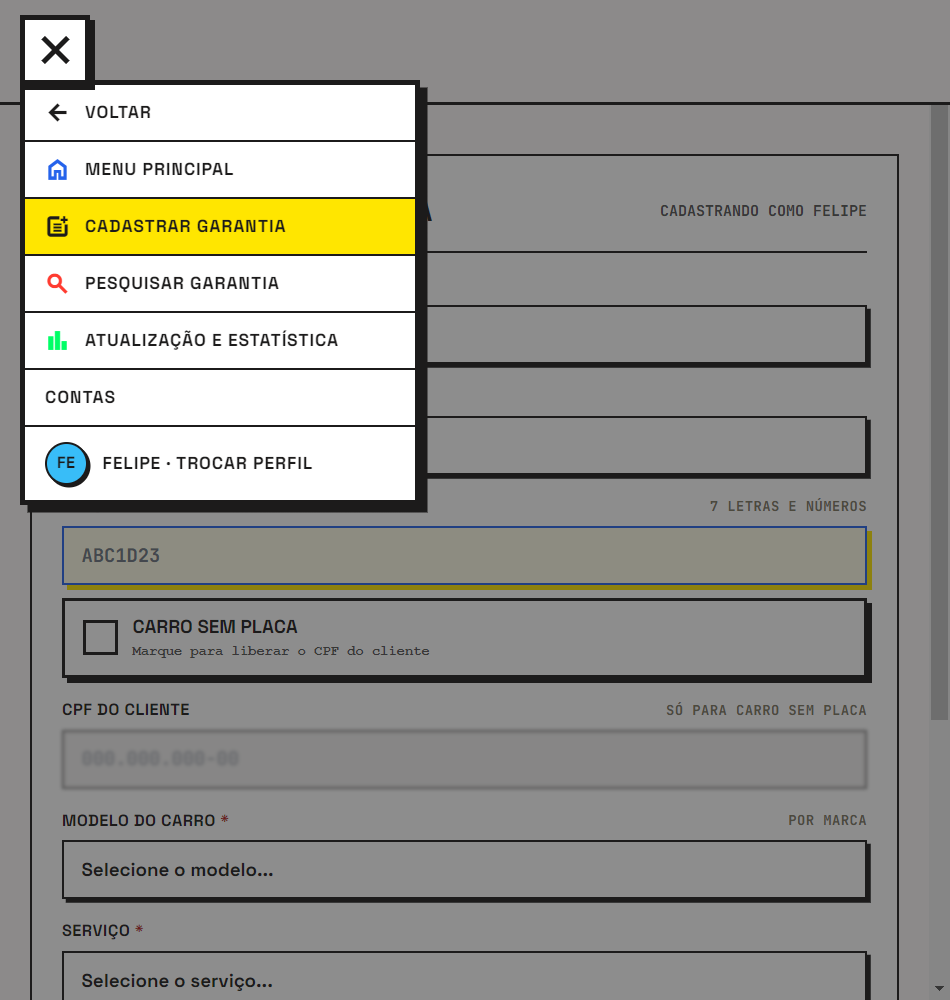 VOLTAR
MENU PRINCIPAL
CADASTRAR GARANTIA
PESQUISAR GARANTIA
ATUALIZAÇÃO E ESTATÍSTICA
CONTAS
FE FELIPE · TROCAR PERFIL
CADASTRANDO COMO FELIPE
7 LETRAS E NÚMEROS
ABC1D23
CARRO SEM PLACA
Marque para liberar o CPF do cliente
CPF DO CLIENTE SÓ PARA CARRO SEM PLACA
000.000.000-00
MODELO DO CARRO * POR MARCA
Selecione o modelo...
SERVIÇO *
Selecione o serviço...